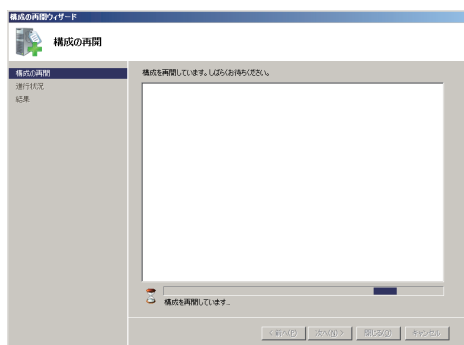 構成の再開ウィザード
構成の再開
構成の再開
進行状況
結果
構成を再開しています。しばらくお待ちください。
構成を再開しています...
< 前へ(P)
次へ(N) >
閉じる(O)
キャンセル